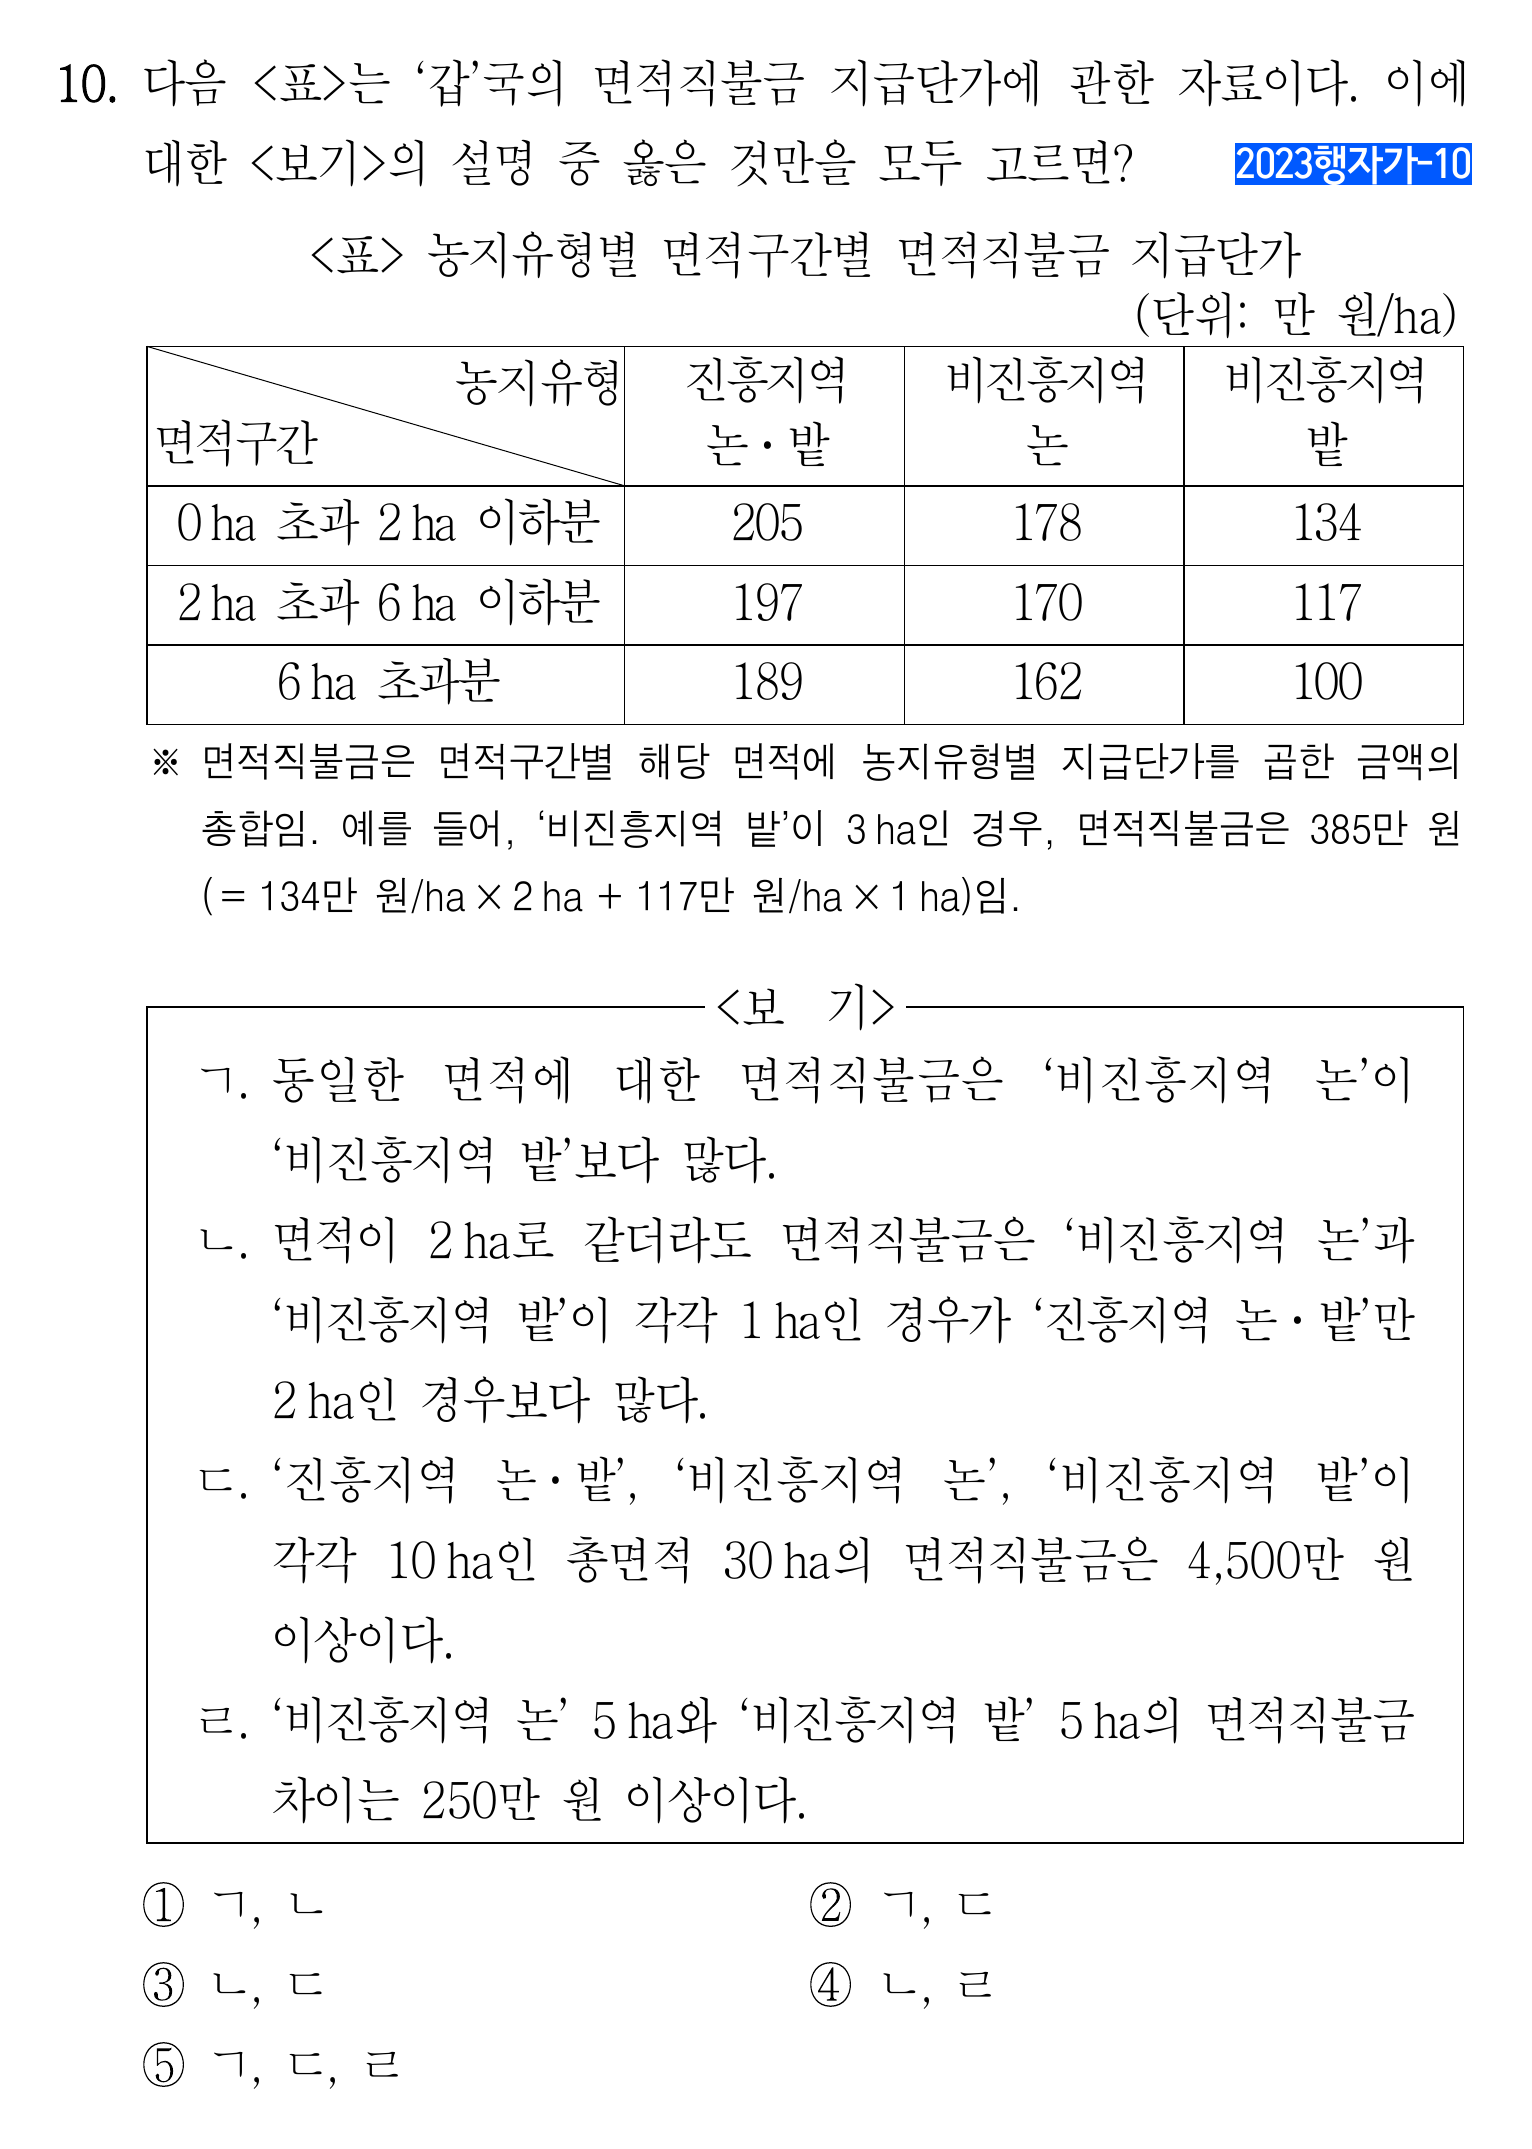 10. 다음 <표>는 ‘갑’국의 면적직불금 지급단가에 관한 자료이다. 이에
대한 <보기>의 설명 중 옳은 것만을 모두 고르면? 2023행자가-10
<표> 농지유형별 면적구간별 면적직불금 지급단가
(단위: 만 원/ha)
농지유형 진흥지역 비진흥지역 비진흥지역
면적구간 논·밭 논 밭
0 ha 초과 2 ha 이하분 205 178 134
2 ha 초과 6 ha 이하분 197 170 117
6 ha 초과분 189 162 100
※ 면적직불금은 면적구간별 해당 면적에 농지유형별 지급단가를 곱한 금액의
총합임. 예를 들어, ‘비진흥지역 밭’이 3 ha인 경우, 면적직불금은 385만 원
(= 134만 원/ha × 2 ha + 117만 원/ha × 1 ha)임.
<보 기>
ㄱ. 동일한 면적에 대한 면적직불금은 ‘비진흥지역 논’이
‘비진흥지역 밭’보다 많다.
ㄴ. 면적이 2 ha로 같더라도 면적직불금은 ‘비진흥지역 논’과
‘비진흥지역 밭’이 각각 1 ha인 경우가 ‘진흥지역 논·밭’만
2 ha인 경우보다 많다.
ㄷ. ‘진흥지역 논·밭’, ‘비진흥지역 논’, ‘비진흥지역 밭’이
각각 10 ha인 총면적 30 ha의 면적직불금은 4,500만 원
이상이다.
ㄹ. ‘비진흥지역 논’ 5 ha와 ‘비진흥지역 밭’ 5 ha의 면적직불금
차이는 250만 원 이상이다.
① ㄱ, ㄴ ② ㄱ, ㄷ
③ ㄴ, ㄷ ④ ㄴ, ㄹ
⑤ ㄱ, ㄷ, ㄹ